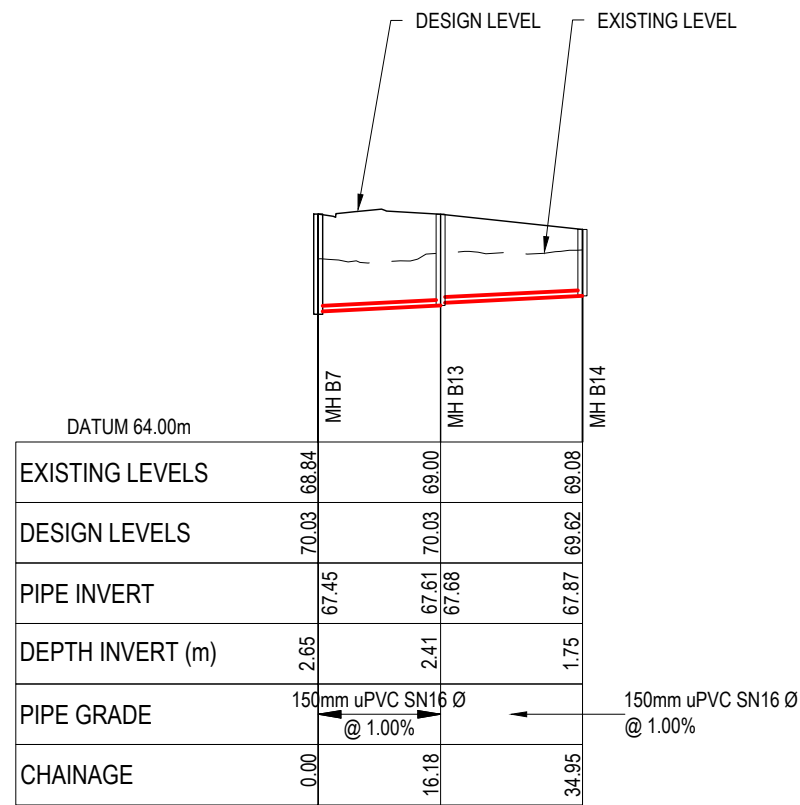 DESIGN LEVEL
EXISTING LEVEL
MH B7
MH B13
MH B14
DATUM 64.00m
EXISTING LEVELS 68.84 69.00 69.08
DESIGN LEVELS 70.03 70.03 69.62
PIPE INVERT 67.45 67.61 67.68 67.87
DEPTH INVERT (m) 2.65 2.41 1.75
PIPE GRADE
150mm uPVC SN16 Ø
@ 1.00%
150mm uPVC SN16 Ø
@ 1.00%
CHAINAGE 0.00 16.18 34.95